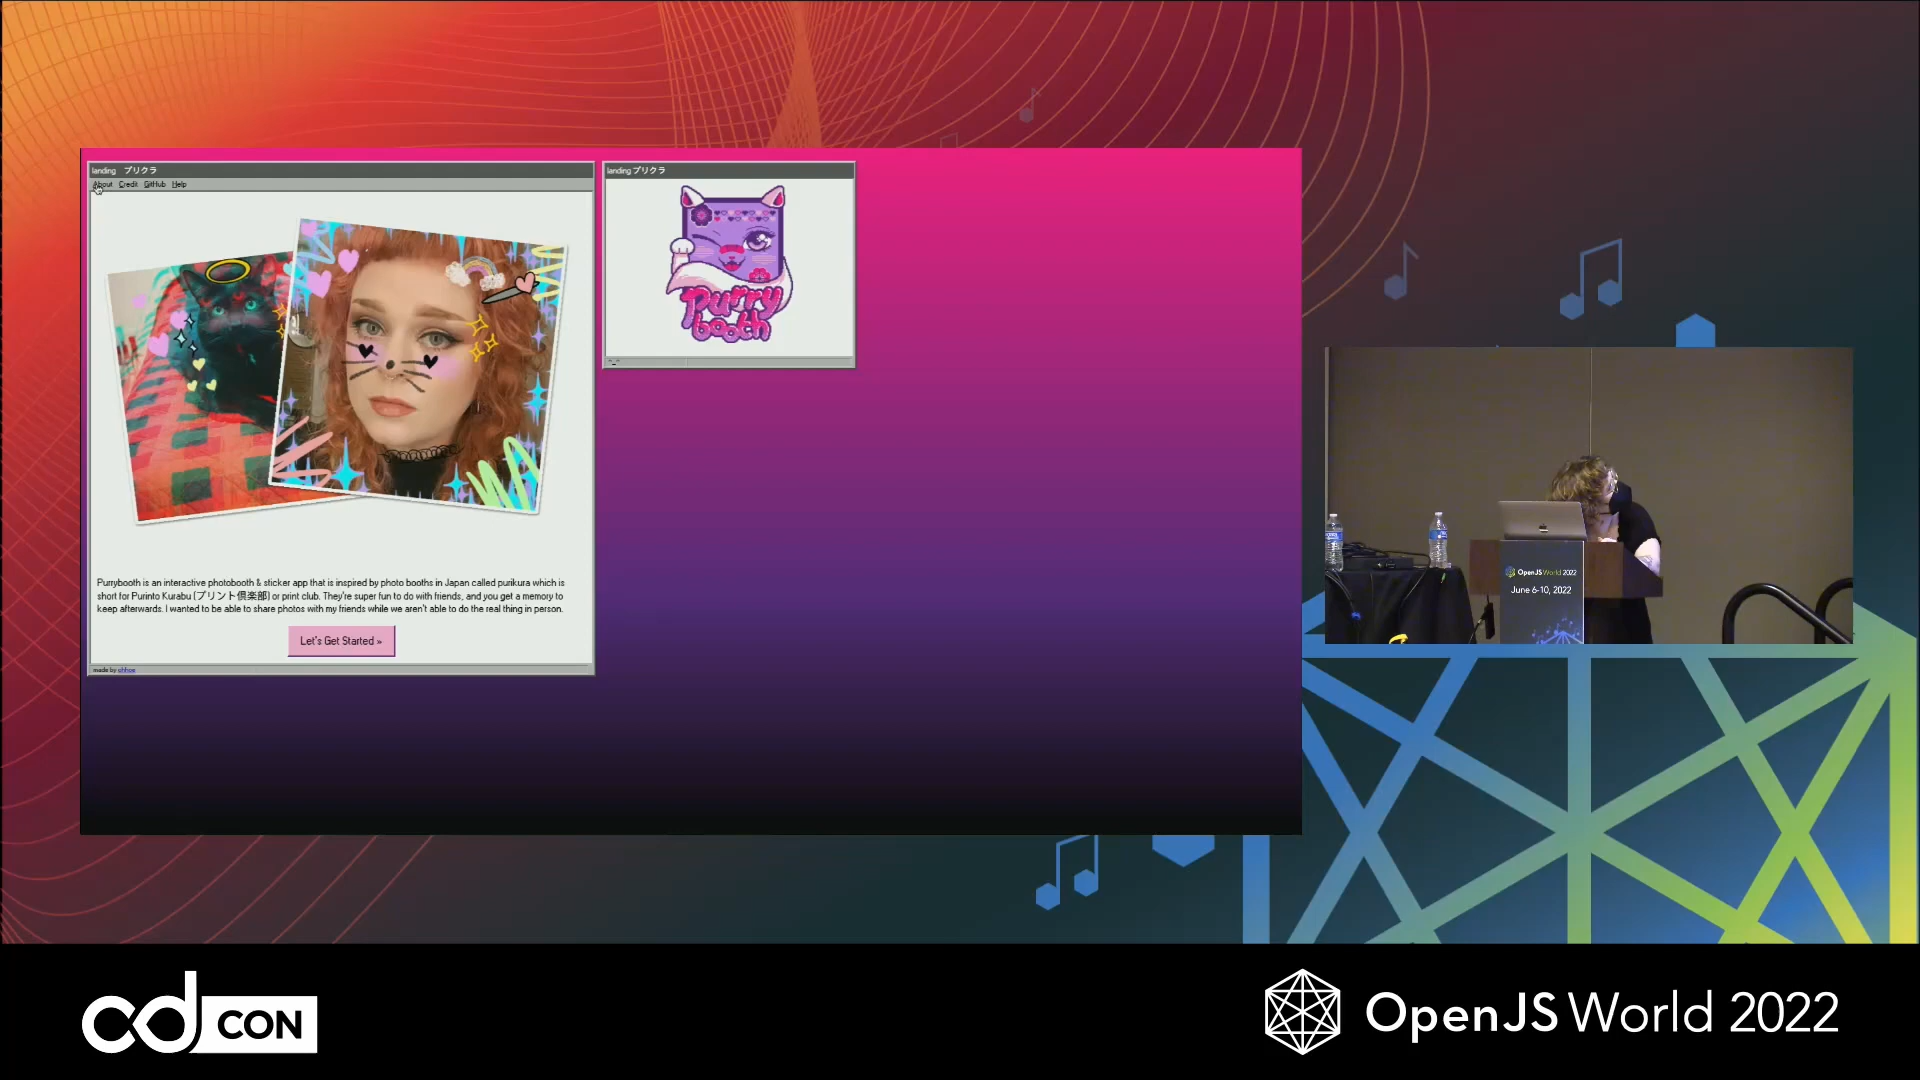 landing プリクラ
About Credit GitHub Help
Purrybooth is an interactive photobooth & sticker app that is inspired by photo booths in Japan called purikura which is
short for Purinto Kurabu (プリント倶楽部) or print club. They're super fun to do with friends, and you get a memory to
keep afterwards. I wanted to be able to share photos with my friends while we aren't able to do the real thing in person.
Let's Get Started »
made by ohhoe
landing プリクラ
Purry
booth
^_^
OpenJS World 2022
June 6-10, 2022
cd CON
OpenJS World 2022